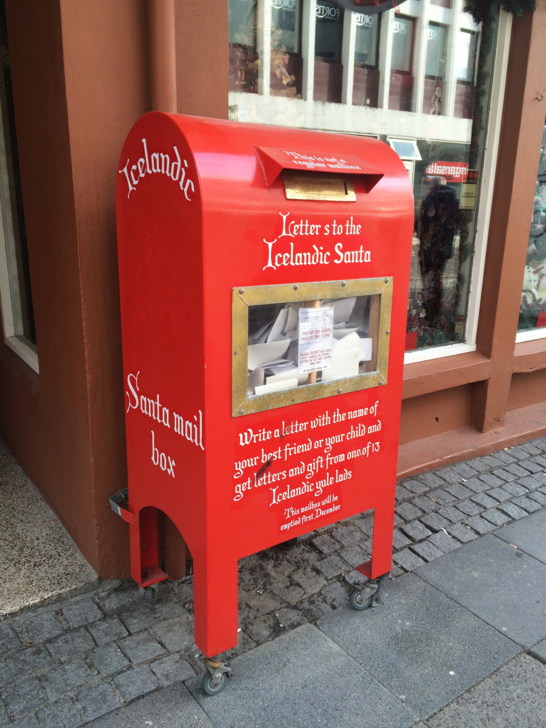 Icelandic
This is not a
regular mailbox
Letter s to the
Icelandic Santa
Santa mail
box
Write a letter with the name of
your best friend or your child and
get letters and gift from one of 13
Icelandic yule lads
This mailbox will be
emptied first. December